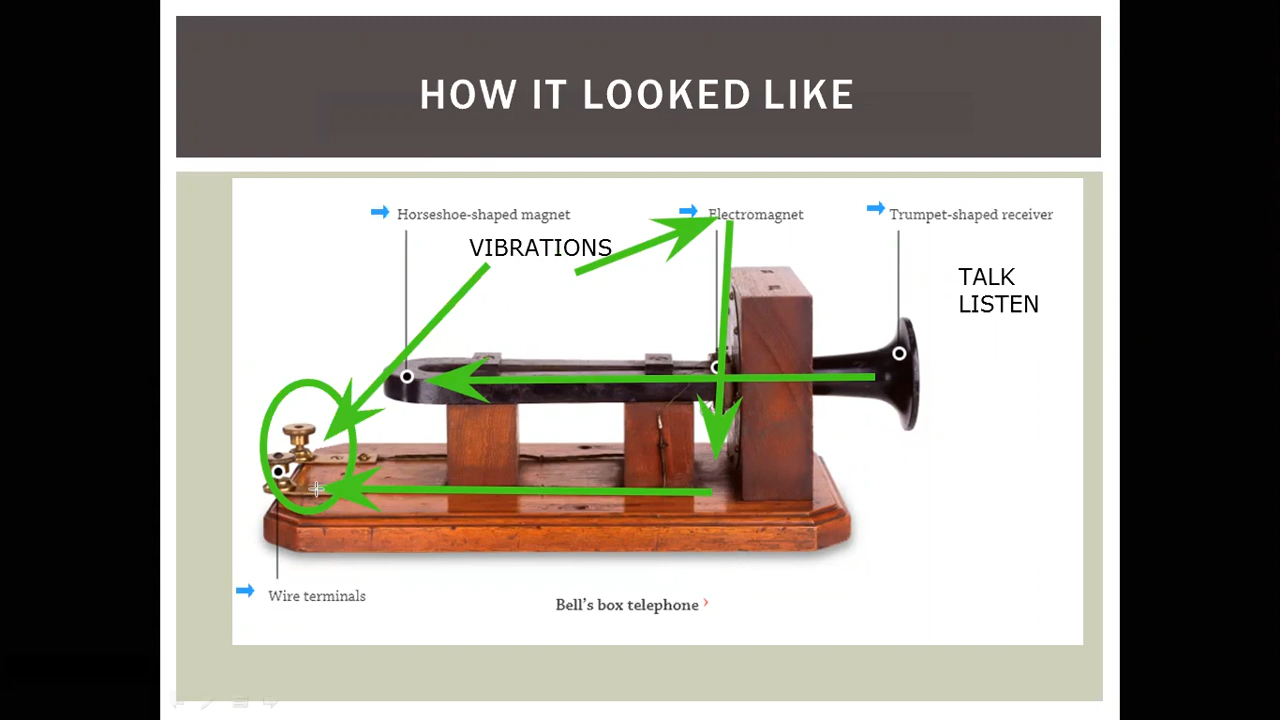 HOW IT LOOKED LIKE
Horseshoe-shaped magnet
Electromagnet
Trumpet-shaped receiver
VIBRATIONS
TALK
LISTEN
Wire terminals
Bell's box telephone ›